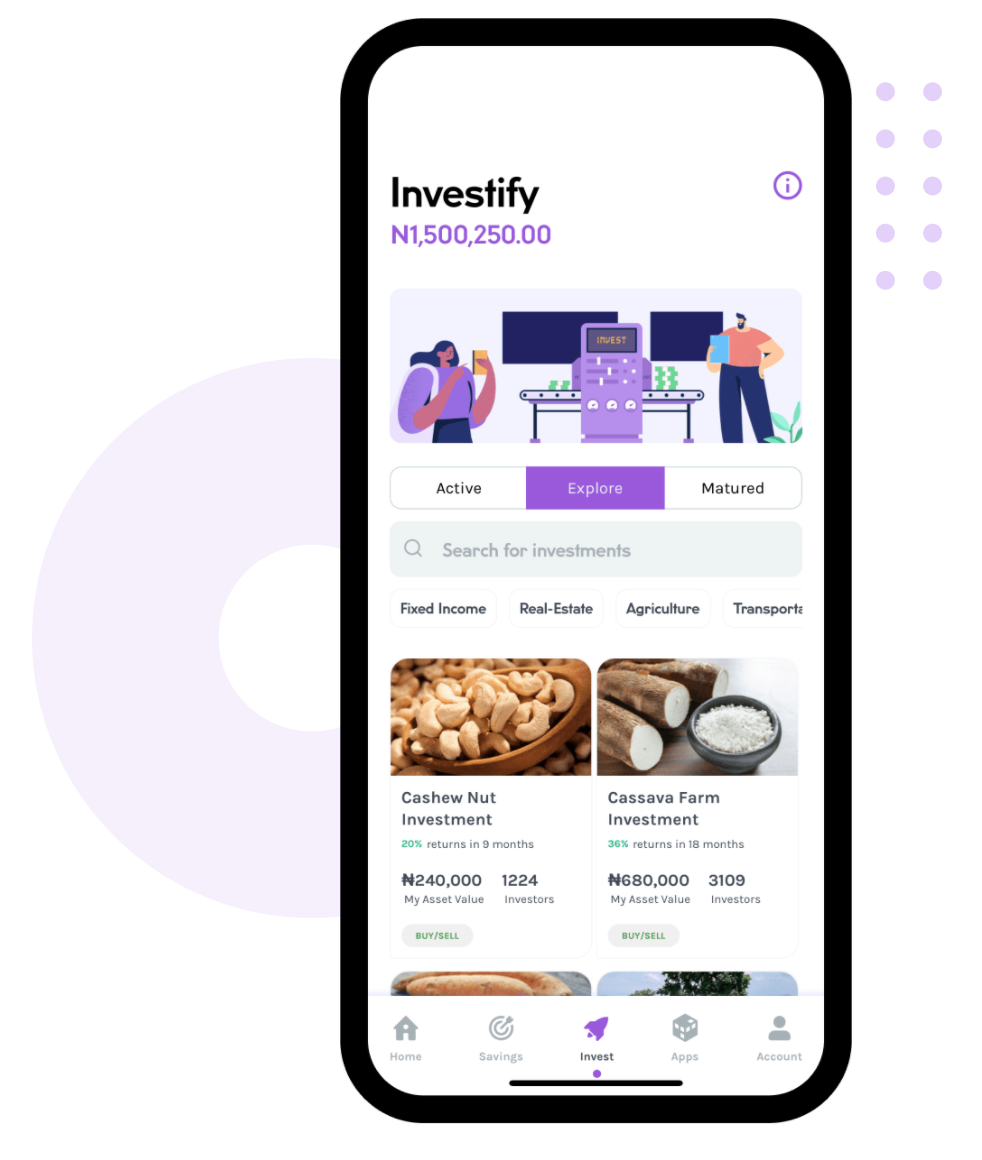 Investify
N1,500,250.00
INVEST
Active Explore Matured
Search for investments
Fixed Income Real-Estate Agriculture Transporta
Cashew Nut
Investment
20% returns in 9 months
₦240,000 1224
My Asset Value Investors
BUY/SELL
Cassava Farm
Investment
36% returns in 18 months
₦680,000 3109
My Asset Value Investors
BUY/SELL
Home Savings Invest Apps Account